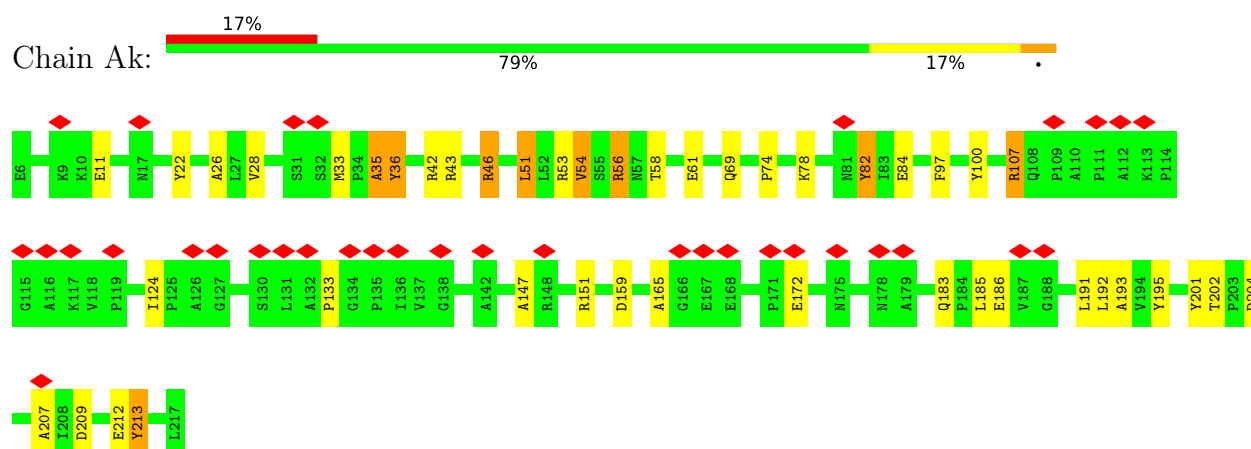 17%
Chain Ak:
79% 17% •
E6 K9 K10 E11 N17 Y22 A26 L27 V28 S31 S32 M33 P34 A35 Y36 R42 R43 R46 L51 L52 R53 V54 S55 R56 N57 T58 E61 Q69 P74 K78 N81 Y82 I83 E84 F97 Y100 R107 Q108 P109 A110 P111 A112 K113 P114
G115 A116 K117 V118 P119 I124 P125 A126 G127 S130 L131 A132 P133 G134 P135 I136 V137 G138 A142 A147 R148 R151 D159 A165 G166 E167 E168 P171 E172 N175 N178 A179 Q183 P184 L185 E186 V187 G188 L191 L192 A193 V194 Y195 Y201 T202 P203
A207 I208 D209 E212 Y213 L217